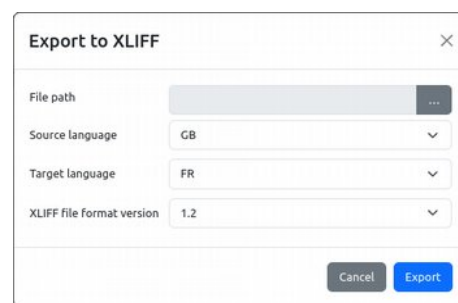 Export to XLIFF
File path
...
Source language GB
Target language FR
XLIFF file format version 1.2
Cancel Export